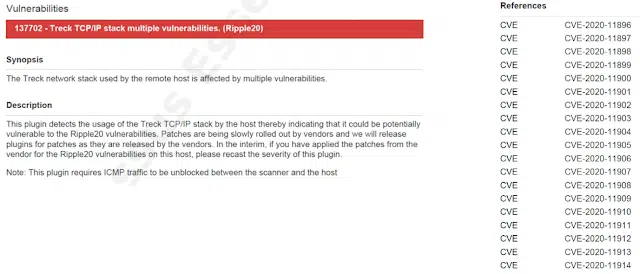 Vulnerabilities
137702 - Treck TCP/IP stack multiple vulnerabilities. (Ripple20)
Synopsis
The Treck network stack used by the remote host is affected by multiple vulnerabilities.
Description
This plugin detects the usage of the Treck TCP/IP stack by the host thereby indicating that it could be potentially
vulnerable to the Ripple20 vulnerabilities. Patches are being slowly rolled out by vendors and we will release
plugins for patches as they are released by the vendors. In the interim, if you have applied the patches from the
vendor for the Ripple20 vulnerabilities on this host, please recast the severity of this plugin.
Note: This plugin requires ICMP traffic to be unblocked between the scanner and the host
References
CVE CVE-2020-11896
CVE CVE-2020-11897
CVE CVE-2020-11898
CVE CVE-2020-11899
CVE CVE-2020-11900
CVE CVE-2020-11901
CVE CVE-2020-11902
CVE CVE-2020-11903
CVE CVE-2020-11904
CVE CVE-2020-11905
CVE CVE-2020-11906
CVE CVE-2020-11907
CVE CVE-2020-11908
CVE CVE-2020-11909
CVE CVE-2020-11910
CVE CVE-2020-11911
CVE CVE-2020-11912
CVE CVE-2020-11913
CVE CVE-2020-11914